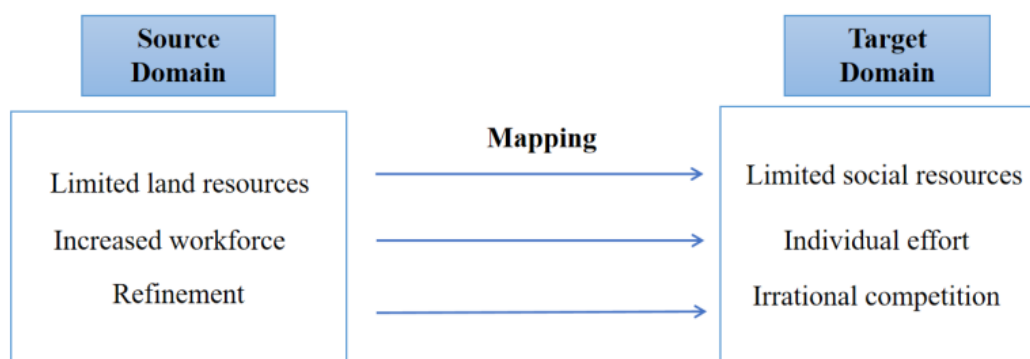 Source
Domain
Target
Domain
Mapping
Limited land resources
Limited social resources
Increased workforce
Individual effort
Refinement
Irrational competition